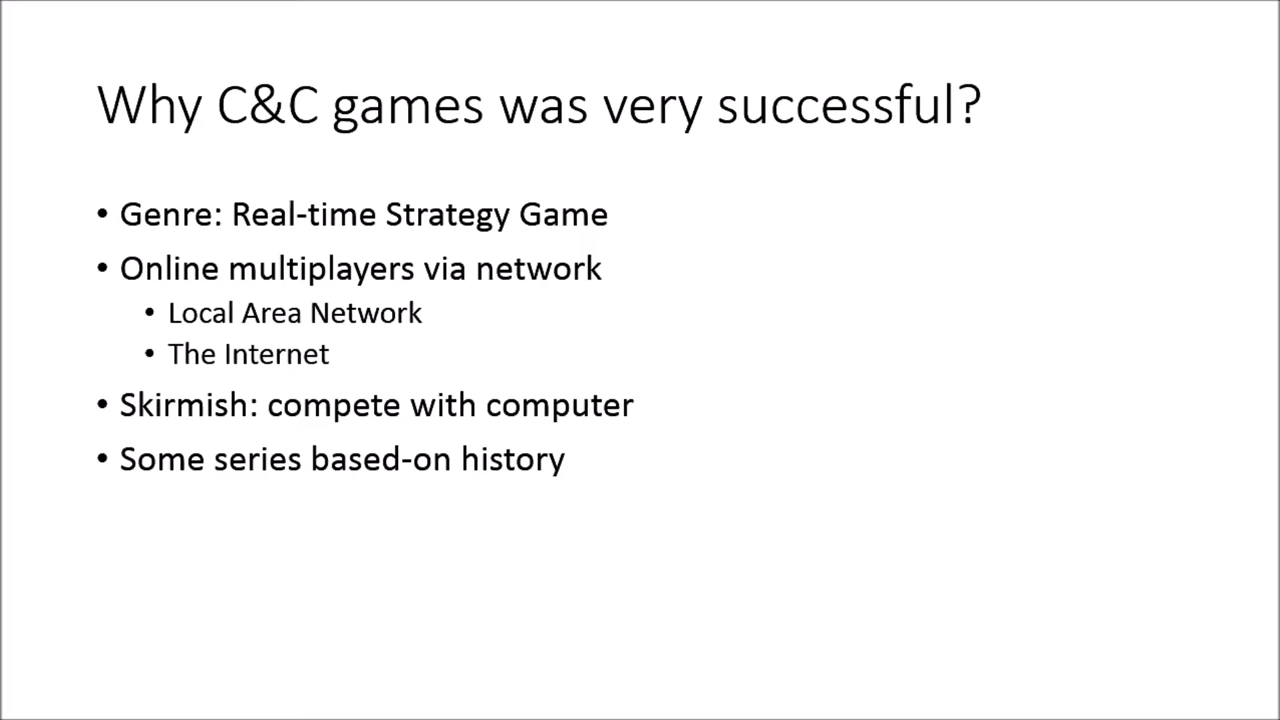 Why C&C games was very successful?
• Genre: Real-time Strategy Game
• Online multiplayers via network
• Local Area Network
• The Internet
• Skirmish: compete with computer
• Some series based-on history